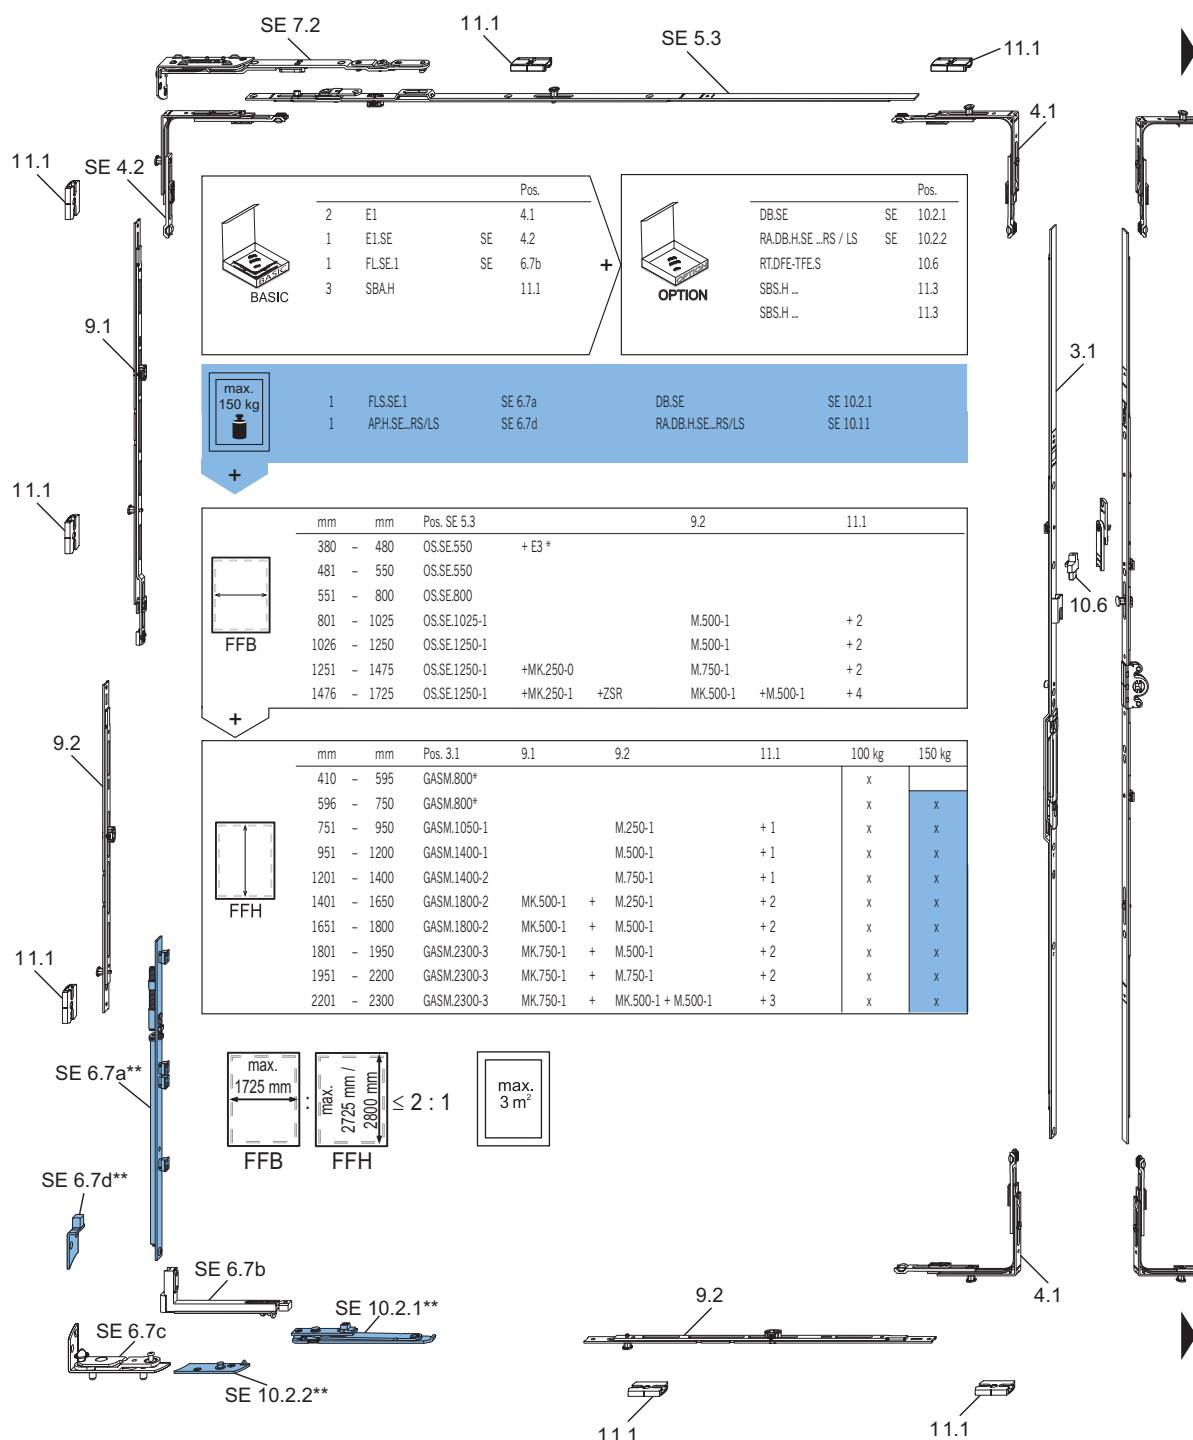 SE 7.2
11.1
SE 5.3
11.1
4.1
11.1
SE 4.2
Pos.
2 E1 4.1
1 E1.SE SE 4.2
1 FL.SE.1 SE 6.7b
3 SBA.H 11.1
BASIC
BASIC
+
Pos.
DB.SE SE 10.2.1
RA.DB.H.SE ...RS / LS SE 10.2.2
RT.DFE-TFE.S 10.6
SBS.H ... 11.3
SBS.H ... 11.3
OPTION
OPTION
9.1
3.1
max.
150 kg
1 FLS.SE.1 SE 6.7a DB.SE SE 10.2.1
1 AP.H.SE...RS/LS SE 6.7d RA.DB.H.SE...RS/LS SE 10.11
+
11.1
mm mm Pos. SE 5.3 9.2 11.1
380 – 480 OS.SE.550 + E3 *
481 – 550 OS.SE.550
551 – 800 OS.SE.800
801 – 1025 OS.SE.1025-1 M.500-1 + 2
1026 – 1250 OS.SE.1250-1 M.500-1 + 2
1251 – 1475 OS.SE.1250-1 +MK.250-0 M.750-1 + 2
1476 – 1725 OS.SE.1250-1 +MK.250-1 +ZSR MK.500-1 +M.500-1 + 4
FFB
+
10.6
9.2
mm mm Pos. 3.1 9.1 9.2 11.1 100 kg 150 kg
410 – 595 GASM.800* x
596 – 750 GASM.800* x x
751 – 950 GASM.1050-1 M.250-1 + 1 x x
951 – 1200 GASM.1400-1 M.500-1 + 1 x x
1201 – 1400 GASM.1400-2 M.750-1 + 1 x x
1401 – 1650 GASM.1800-2 MK.500-1 + M.250-1 + 2 x x
1651 – 1800 GASM.1800-2 MK.500-1 + M.500-1 + 2 x x
1801 – 1950 GASM.2300-3 MK.750-1 + M.500-1 + 2 x x
1951 – 2200 GASM.2300-3 MK.750-1 + M.750-1 + 2 x x
2201 – 2300 GASM.2300-3 MK.750-1 + MK.500-1 + M.500-1 + 3 x x
FFH
11.1
SE 6.7a**
max.
1725 mm
FFB
:
max.
2725 mm /
2800 mm
FFH
≤ 2 : 1
max.
3 m²
SE 6.7d**
SE 6.7b
SE 10.2.1**
9.2
4.1
SE 6.7c
SE 10.2.2**
11.1
11.1